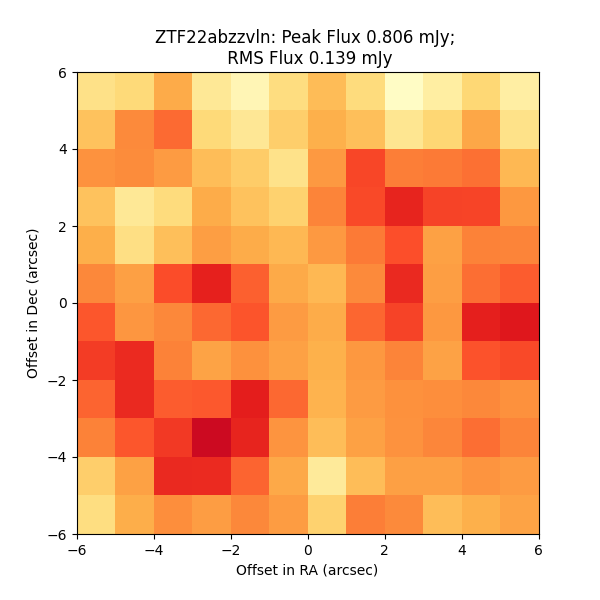 ZTF22abzzvln: Peak Flux 0.806 mJy;
RMS Flux 0.139 mJy
6
4
2
0
−2
−4
−6
Offset in Dec (arcsec)
−6 −4 −2 0 2 4 6
Offset in RA (arcsec)